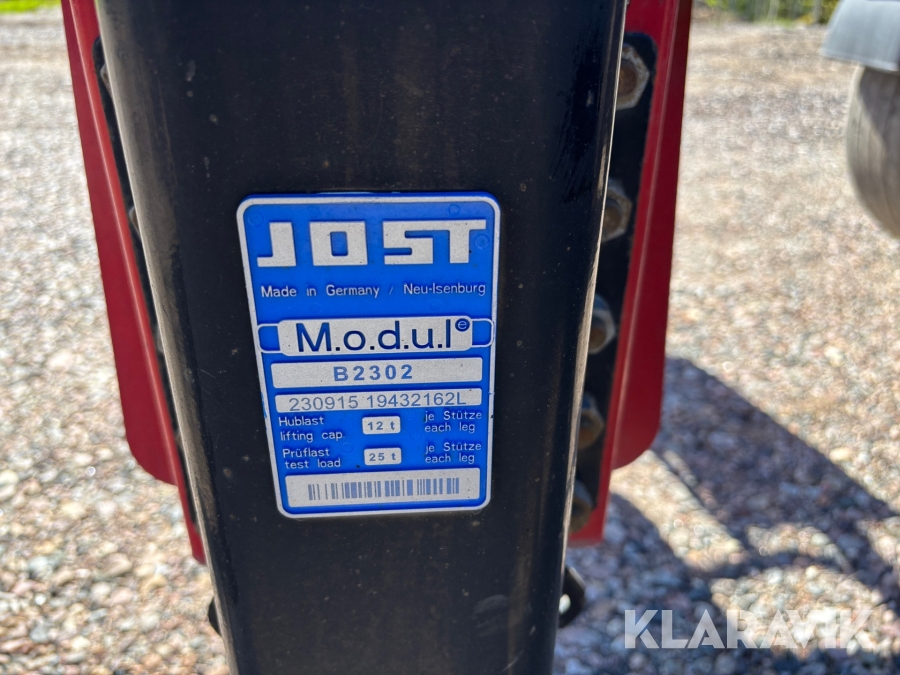 JOST
Made in Germany / Neu-Isenburg
M.o.d.u.l e
B2302
230915 19432162L
Hublast 12 t je Stütze
lifting cap. each leg
Prüflast 25 t je Stütze
test load each leg
KLARAVIK